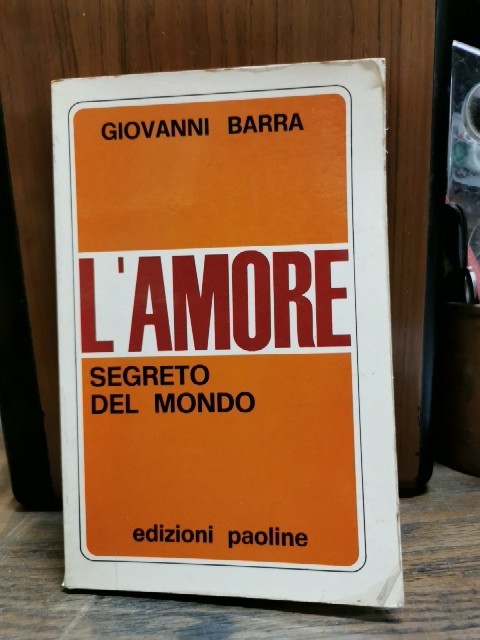 GIOVANNI BARRA
L'AMORE
SEGRETO
DEL MONDO
edizioni paoline